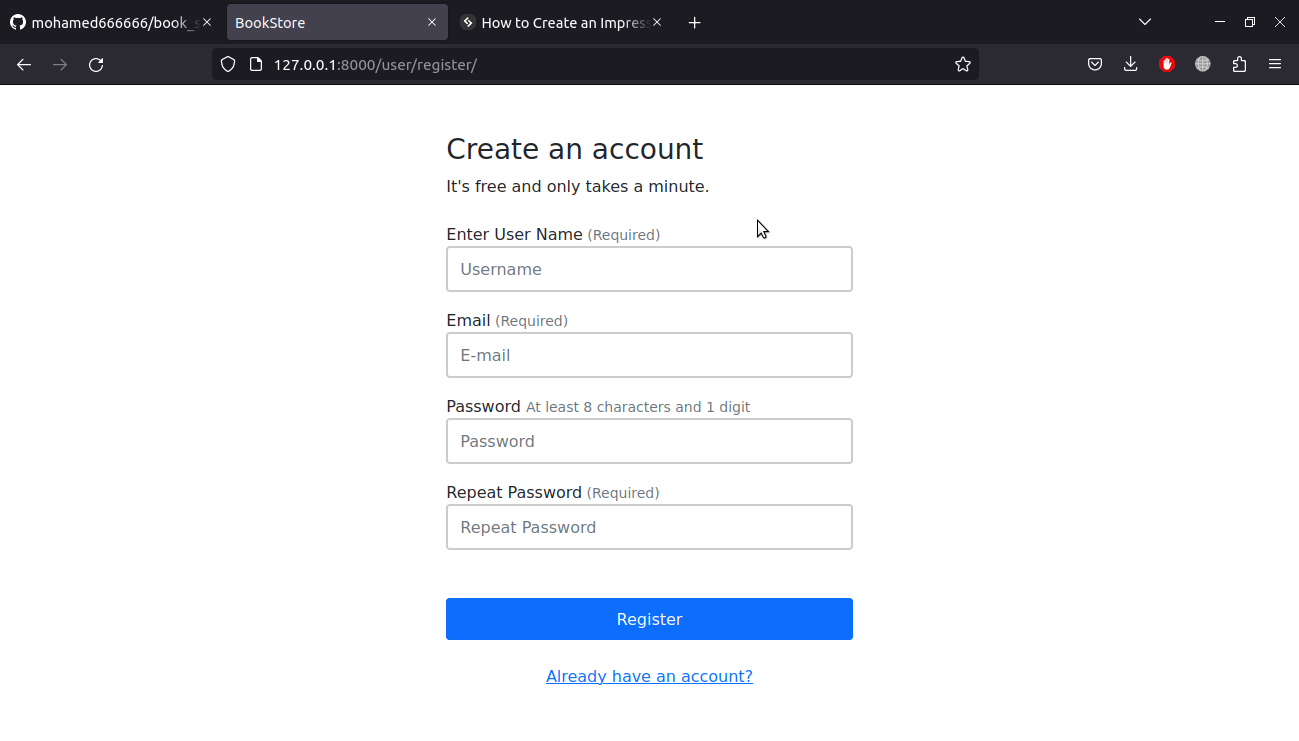 mohamed666666/book_s
BookStore
How to Create an Impres
127.0.0.1:8000/user/register/
Create an account
It's free and only takes a minute.
Enter User Name (Required)
Username
Email (Required)
E-mail
Password At least 8 characters and 1 digit
Password
Repeat Password (Required)
Repeat Password
Register
Already have an account?